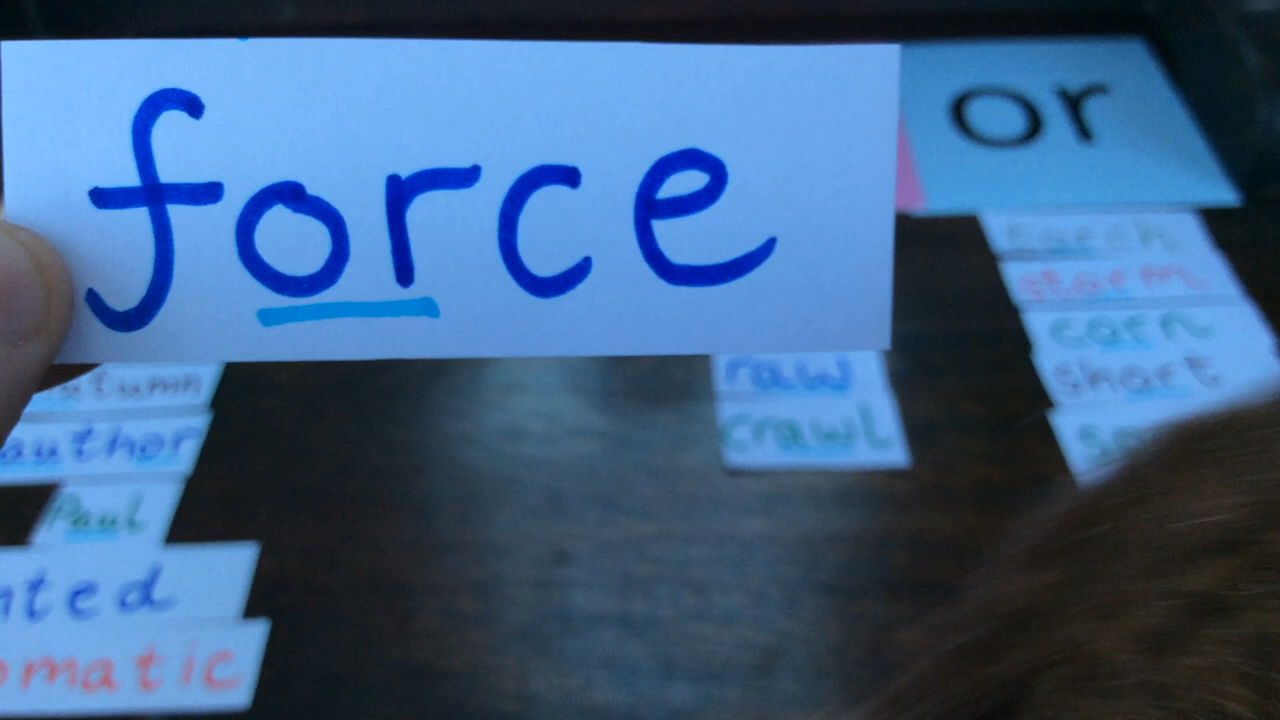 force
or
torch
storm
corn
short
raw
crawl
autumn
author
Paul